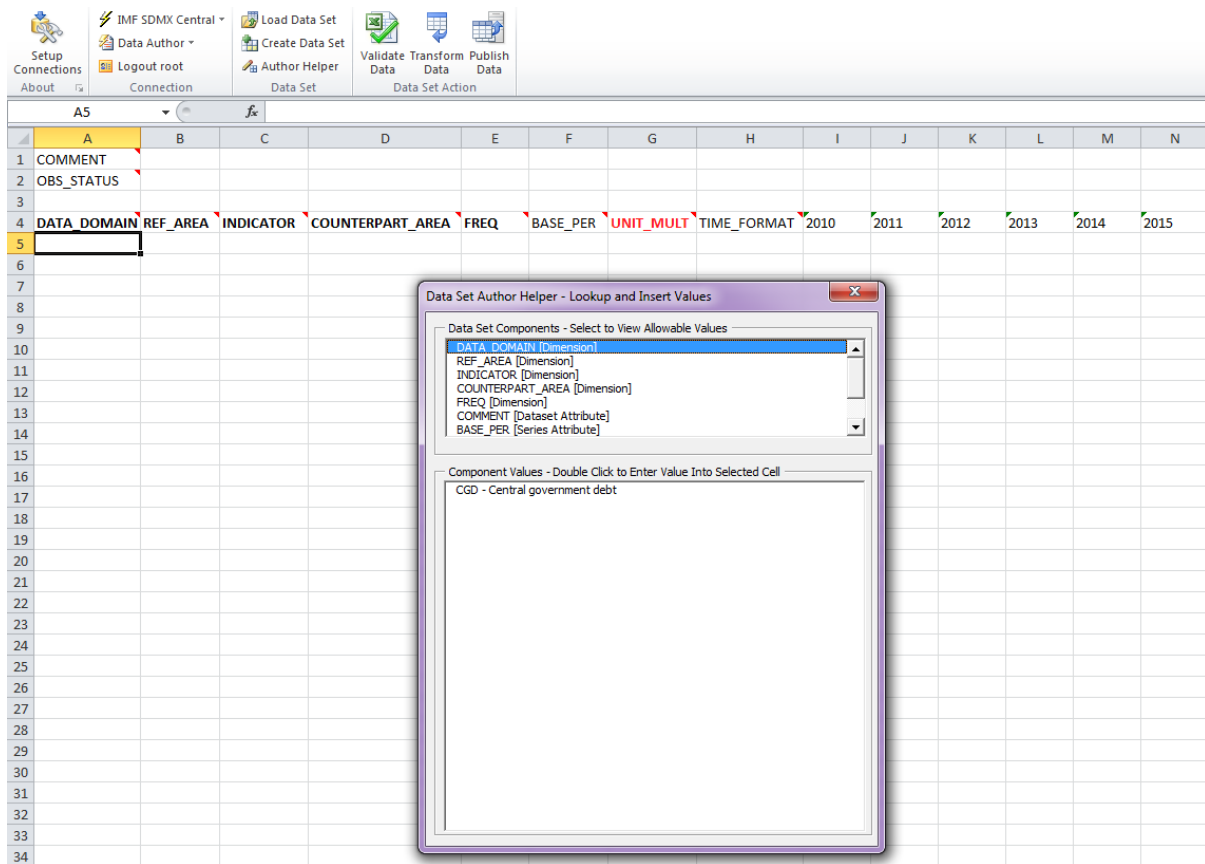 IMF SDMX Central
Load Data Set
Data Author
Create Data Set
Setup Connections
Logout root
Author Helper
Validate Data
Transform Data
Publish Data
About
Connection
Data Set
Data Set Action
A5
fx
A B C D E F G H I J K L M N
1 COMMENT
2 OBS_STATUS
3
4 DATA_DOMAIN REF_AREA INDICATOR COUNTERPART_AREA FREQ BASE_PER UNIT_MULT TIME_FORMAT 2010 2011 2012 2013 2014 2015
5
6
7
8
9
10
11
12
13
14
15
16
17
18
19
20
21
22
23
24
25
26
27
28
29
30
31
32
33
34
Data Set Author Helper - Lookup and Insert Values
Data Set Components - Select to View Allowable Values
DATA_DOMAIN [Dimension]
REF_AREA [Dimension]
INDICATOR [Dimension]
COUNTERPART_AREA [Dimension]
FREQ [Dimension]
COMMENT [Dataset Attribute]
BASE_PER [Series Attribute]
Component Values - Double Click to Enter Value Into Selected Cell
CGD - Central government debt